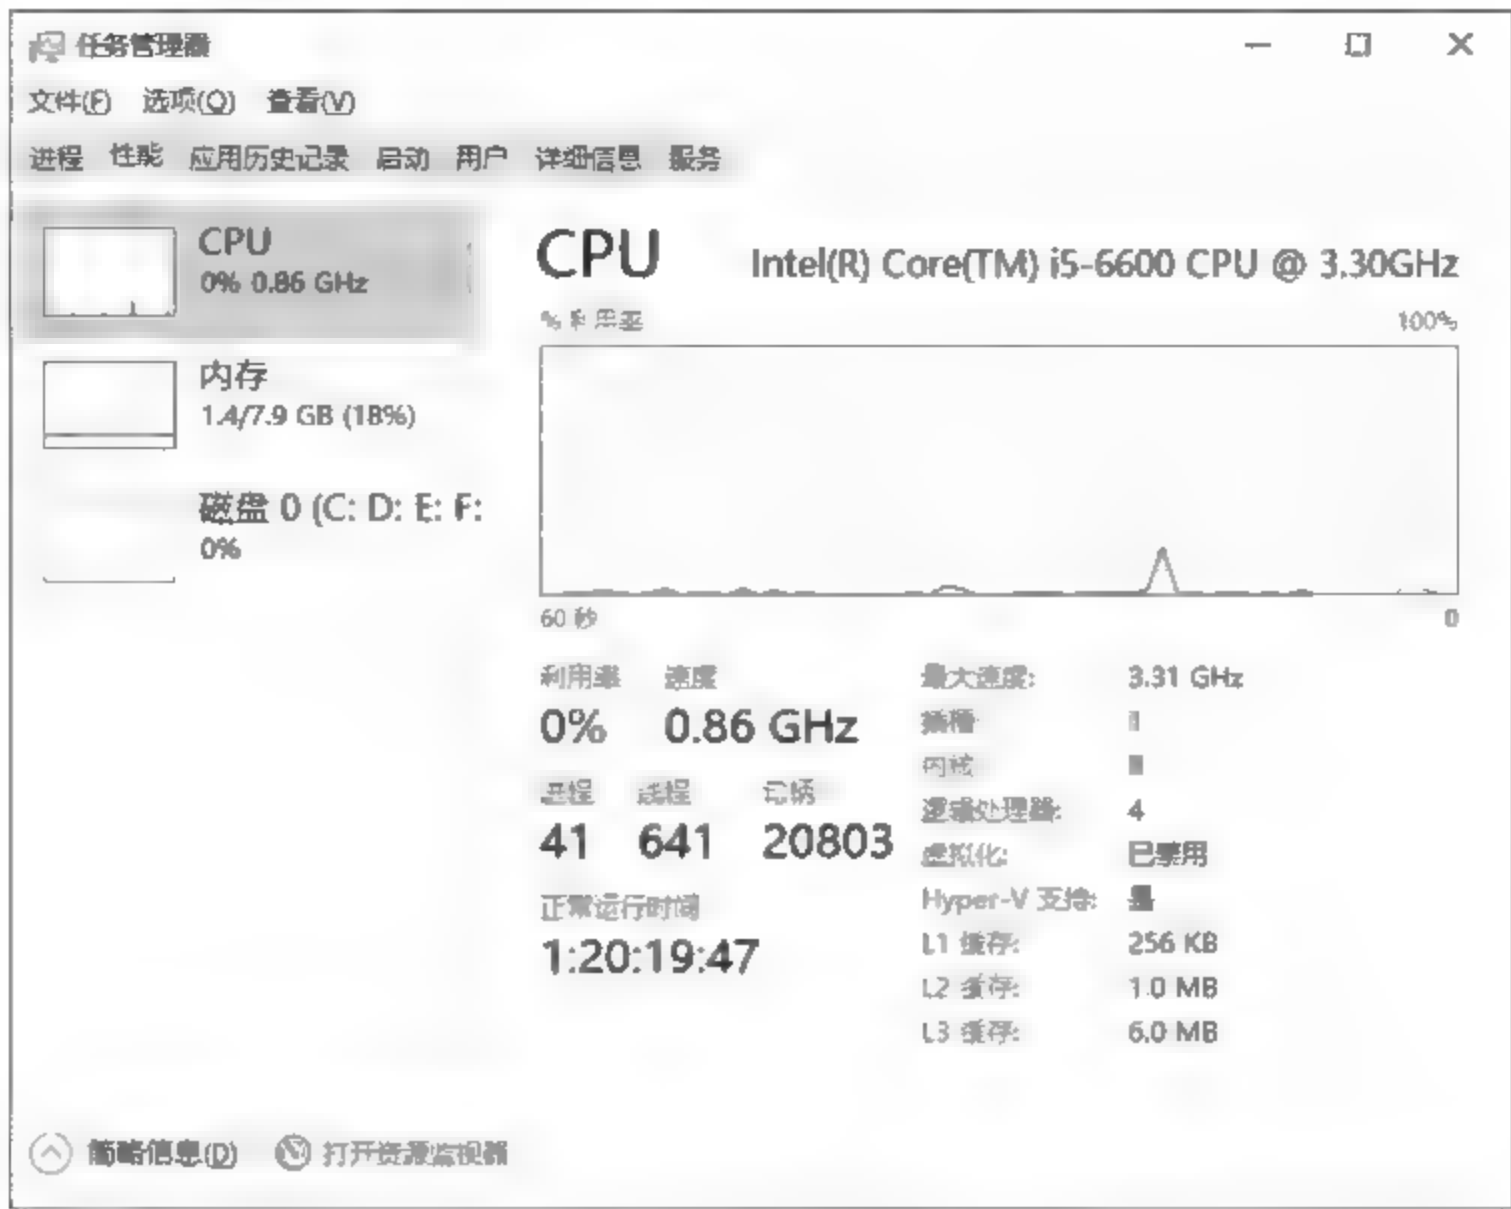 任务管理器
文件(F) 选项(O) 查看(V)
进程 性能 应用历史记录 启动 用户 详细信息 服务
CPU
0% 0.86 GHz
内存
1.4/7.9 GB (18%)
磁盘 0 (C: D: E: F:
0%
CPU Intel(R) Core(TM) i5-6600 CPU @ 3.30GHz
% 利用率 100%
60 秒 0
利用率 速度
0% 0.86 GHz
进程 线程 句柄
41 641 20803
正常运行时间
1:20:19:47
最大速度: 3.31 GHz
插槽
内核
逻辑处理器: 4
虚拟化: 已禁用
Hyper-V 支持: 是
L1 缓存: 256 KB
L2 缓存: 1.0 MB
L3 缓存: 6.0 MB
简略信息(D) 打开资源监视器